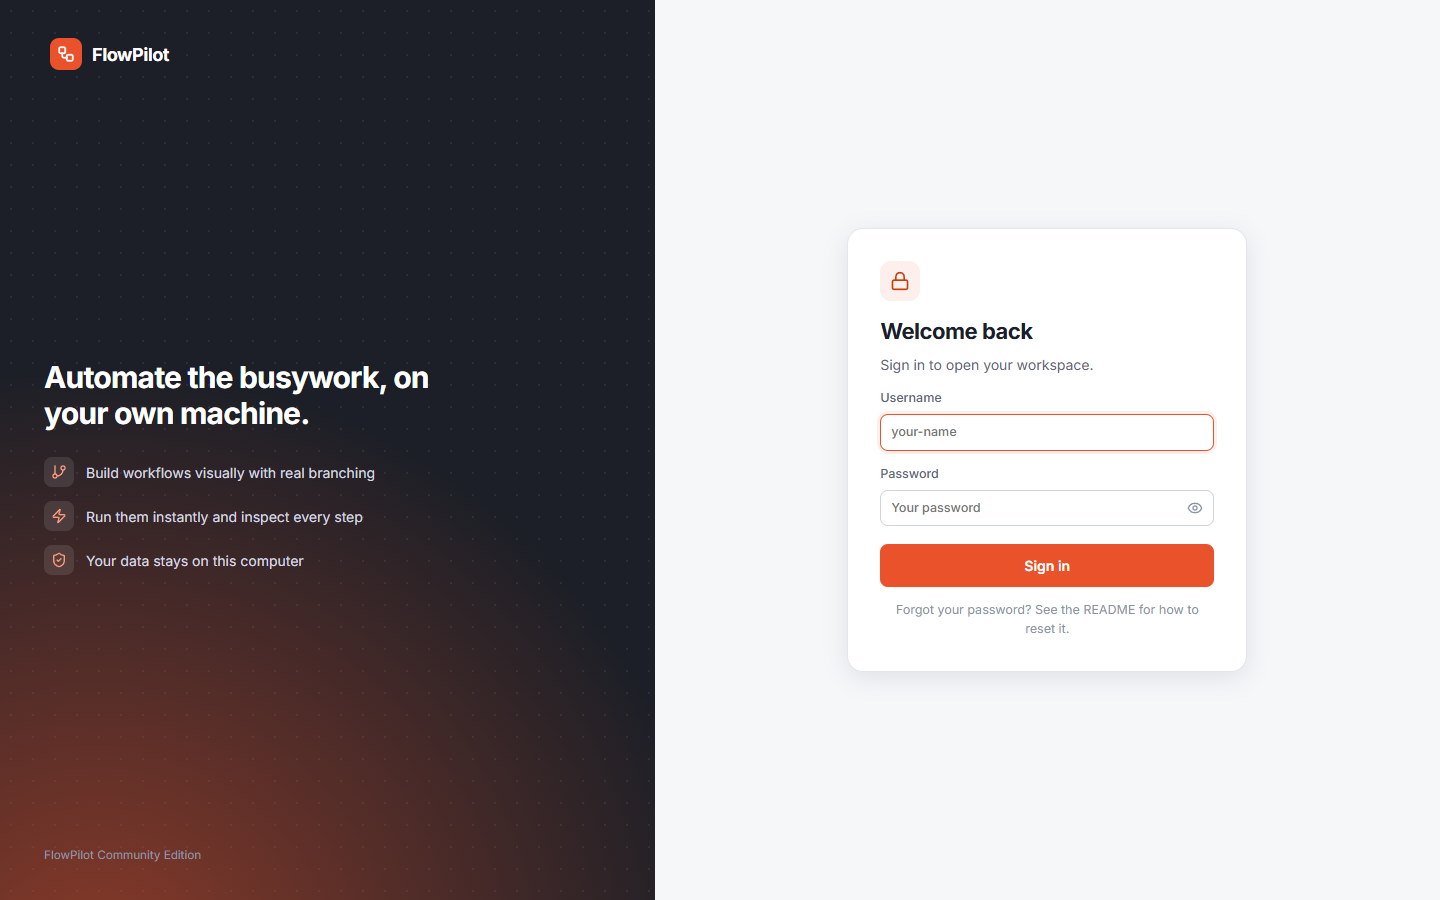 FlowPilot
Automate the busywork, on
your own machine.
Build workflows visually with real branching
Run them instantly and inspect every step
Your data stays on this computer
FlowPilot Community Edition
Welcome back
Sign in to open your workspace.
Username
your-name
Password
Your password
Sign in
Forgot your password? See the README for how to
reset it.